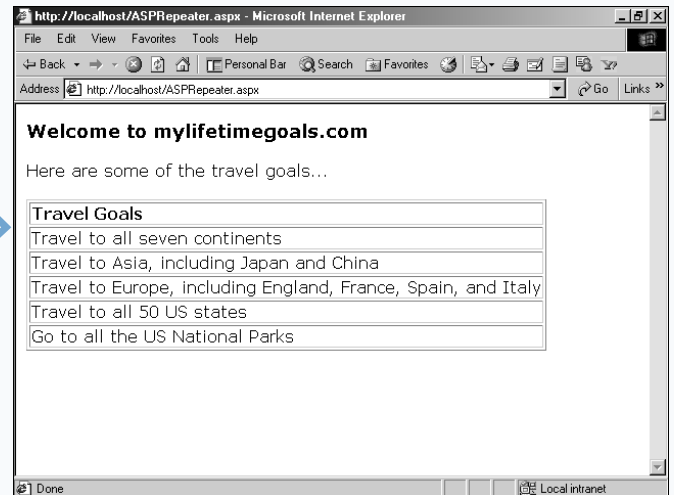 http://localhost/ASPRepeater.aspx - Microsoft Internet Explorer
File Edit View Favorites Tools Help
Back Personal Bar Search Favorites
Address http://localhost/ASPRepeater.aspx Go Links »
Welcome to mylifetimegoals.com
Here are some of the travel goals...
Travel Goals
Travel to all seven continents
Travel to Asia, including Japan and China
Travel to Europe, including England, France, Spain, and Italy
Travel to all 50 US states
Go to all the US National Parks
Done Local intranet